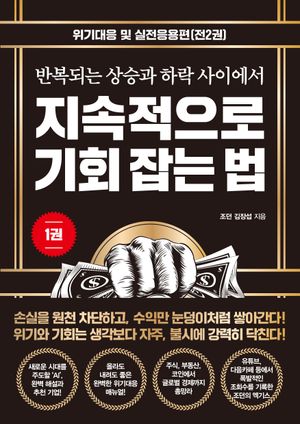 위기대응 및 실전응용편(전2권)
반복되는 상승과 하락 사이에서
지속적으로
기회 잡는 법
1권
조던 김장섭 지음
손실을 원천 차단하고, 수익만 눈덩이처럼 쌓아간다!
위기와 기회는 생각보다 자주, 불시에 강력히 닥친다!
새로운 시대를
주도할 'AI',
완벽 해설과
추천 기업!
올라도
내려도 좋은
완벽한 위기대응
매뉴얼!
주식, 부동산,
코인에서
글로벌 경제까지
총망라
유튜브,
다음카페 등에서
폭발적인
조회수를 기록한
조던의 엑기스